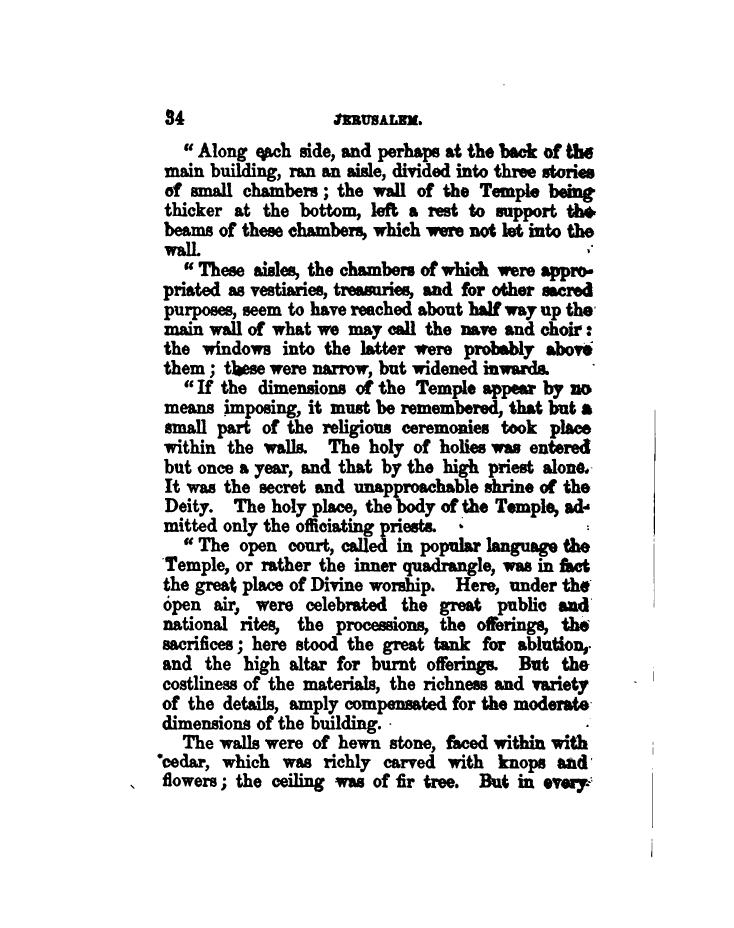 34 JERUSALEM.
" Along each side, and perhaps at the back of the
main building, ran an aisle, divided into three stories
of small chambers ; the wall of the Temple being
thicker at the bottom, left a rest to support the
beams of these chambers, which were not let into the
wall.
" These aisles, the chambers of which were appro-
priated as vestiaries, treasuries, and for other sacred
purposes, seem to have reached about half way up the
main wall of what we may call the nave and choir :
the windows into the latter were probably above
them ; these were narrow, but widened inwards.
" If the dimensions of the Temple appear by no
means imposing, it must be remembered, that but a
small part of the religious ceremonies took place
within the walls. The holy of holies was entered
but once a year, and that by the high priest alone.
It was the secret and unapproachable shrine of the
Deity. The holy place, the body of the Temple, ad-
mitted only the officiating priests.
" The open court, called in popular language the
Temple, or rather the inner quadrangle, was in fact
the great place of Divine worship. Here, under the
open air, were celebrated the great public and
national rites, the processions, the offerings, the
sacrifices ; here stood the great tank for ablution,
and the high altar for burnt offerings. But the
costliness of the materials, the richness and variety
of the details, amply compensated for the moderate
dimensions of the building.
The walls were of hewn stone, faced within with
cedar, which was richly carved with knops and
flowers ; the ceiling was of fir tree. But in every